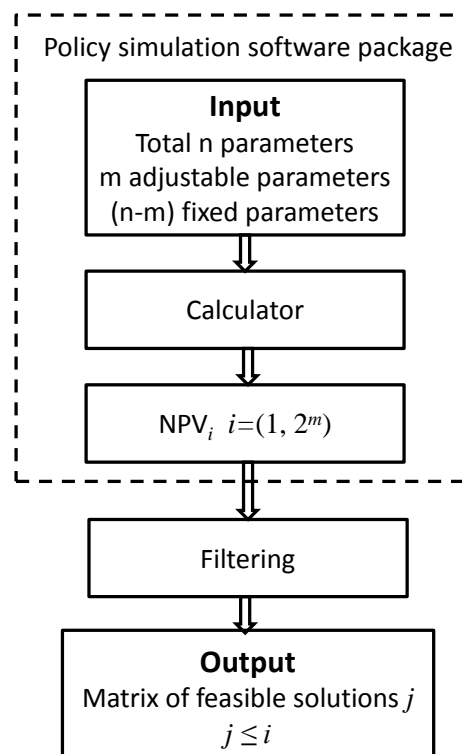 Policy simulation software package
Input
Total n parameters
m adjustable parameters
(n-m) fixed parameters
Calculator
NPVᵢ i=(1, 2ᵐ)
Filtering
Output
Matrix of feasible solutions j
j ≤ i